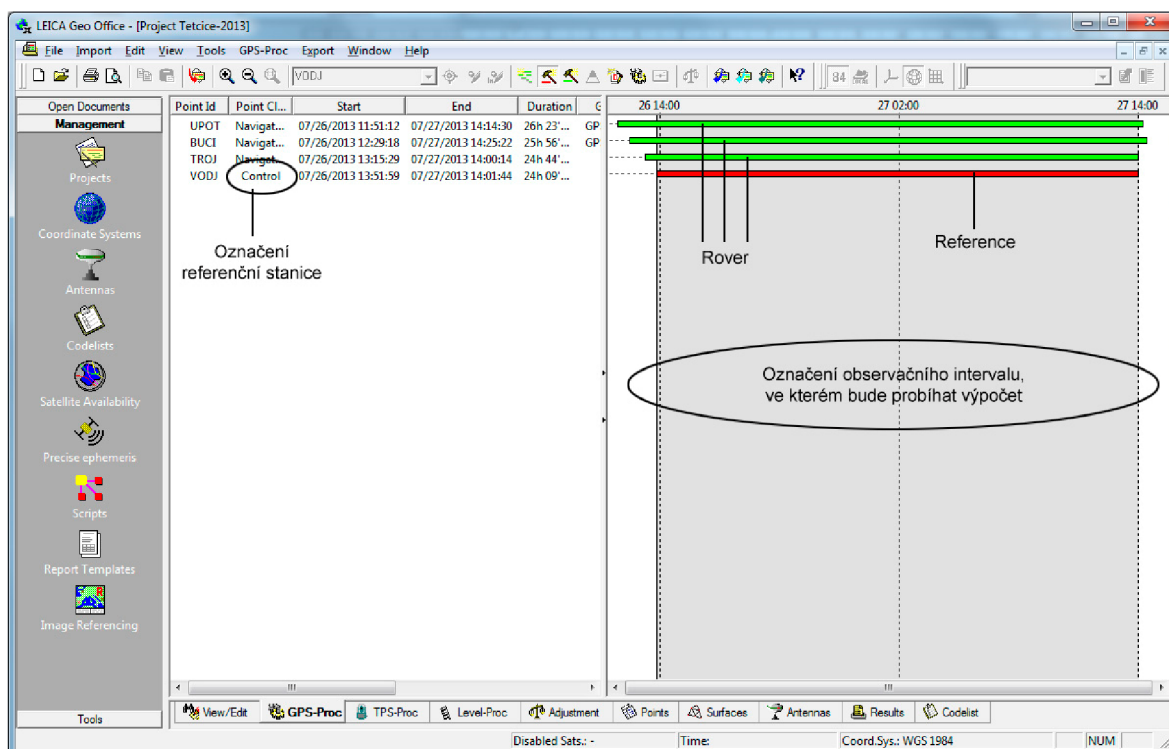 LEICA Geo Office - [Project Tetcice-2013]
File Import Edit View Tools GPS-Proc Export Window Help
VODJ
84
Open Documents
Management
Projects
Coordinate Systems
Antennas
Codelists
Satellite Availability
Precise ephemeris
Scripts
Report Templates
Image Referencing
Tools
Point Id Point Cl... Start End Duration G
UPOT Navigat... 07/26/2013 11:51:12 07/27/2013 14:14:30 26h 23'... GP
BUCI Navigat... 07/26/2013 12:29:18 07/27/2013 14:25:22 25h 56'... GP
TROJ Navigat... 07/26/2013 13:15:29 07/27/2013 14:00:14 24h 44'...
VODJ Control 07/26/2013 13:51:59 07/27/2013 14:01:44 24h 09'...
Označení
referenční stanice
26 14:00 27 02:00 27 14:00
Rover
Reference
Označení observačního intervalu,
ve kterém bude probíhat výpočet
View/Edit GPS-Proc TPS-Proc Level-Proc Adjustment Points Surfaces Antennas Results Codelist
Disabled Sats.: - Time: Coord.Sys.: WGS 1984 NUM